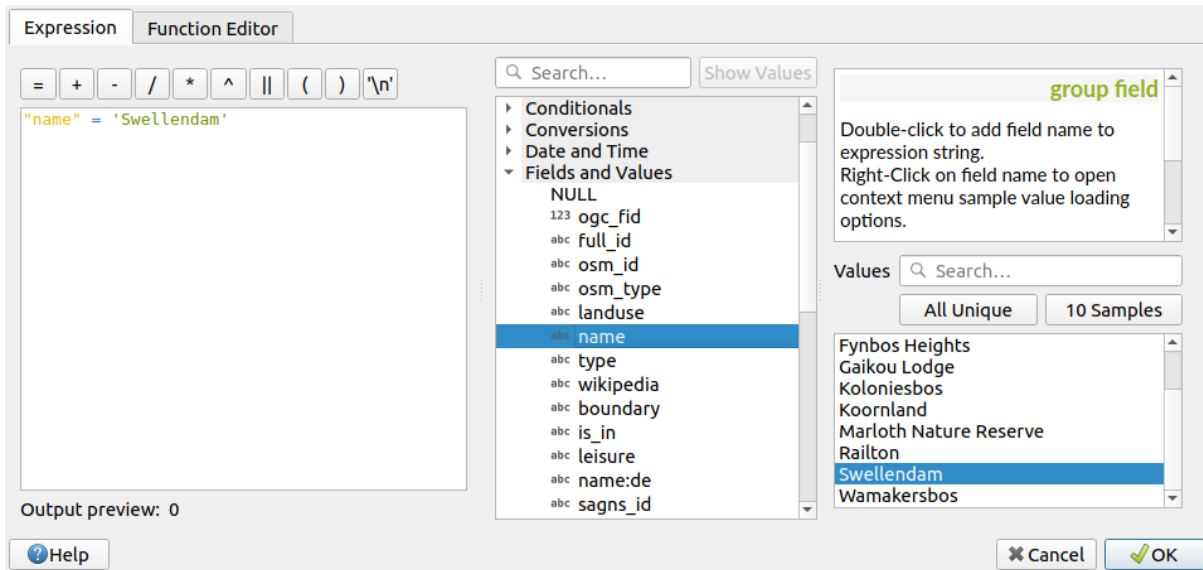 Expression Function Editor
= + - / * ^ || ( ) '\n'
"name" = 'Swellendam'
Output preview: 0
Search... Show Values
Conditionals
Conversions
Date and Time
Fields and Values
NULL
123 ogc_fid
abc full_id
abc osm_id
abc osm_type
abc landuse
abc name
abc type
abc wikipedia
abc boundary
abc is_in
abc leisure
abc name:de
abc sagns_id
group field
Double-click to add field name to
expression string.
Right-Click on field name to open
context menu sample value loading
options.
Values Search...
All Unique 10 Samples
Fynbos Heights
Gaikou Lodge
Koloniesbos
Koornland
Marloth Nature Reserve
Railton
Swellendam
Wamakersbos
?Help Cancel OK